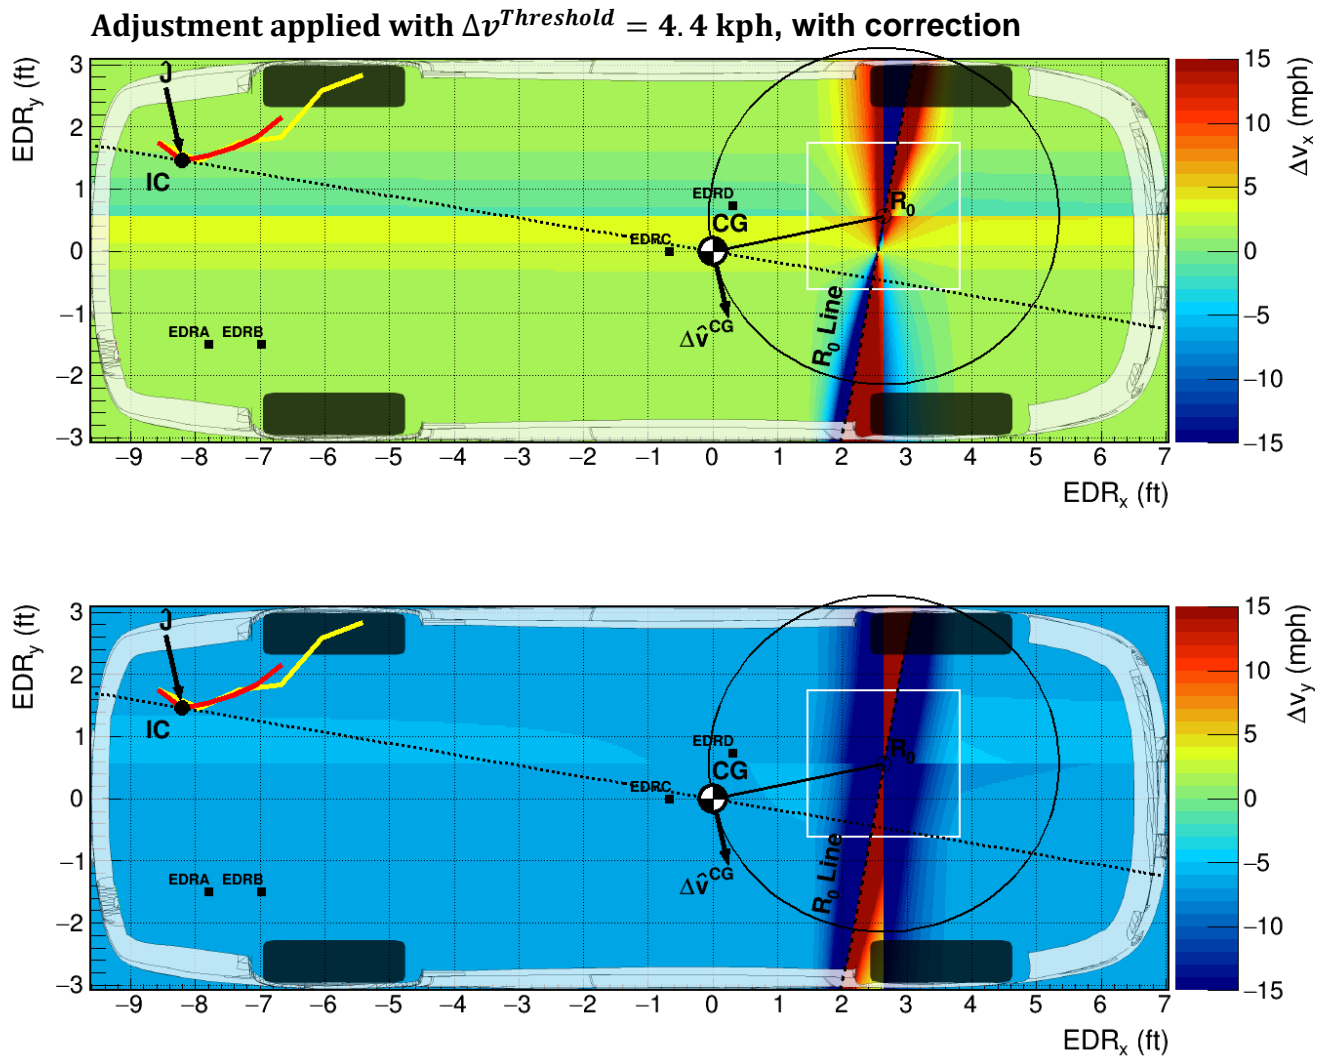 Adjustment applied with Δv^Threshold = 4.4 kph, with correction
EDR_y (ft)
3
2
1
0
−1
−2
−3
J
IC
EDRD
CG
EDRC
R_0
EDRA EDRB
Δv̂^CG
R_0 Line
15
10
5
0
−5
−10
−15
Δv_x (mph)
−9 −8 −7 −6 −5 −4 −3 −2 −1 0 1 2 3 4 5 6 7
EDR_x (ft)
EDR_y (ft)
3
2
1
0
−1
−2
−3
J
IC
EDRD
CG
EDRC
R_0
EDRA EDRB
Δv̂^CG
R_0 Line
15
10
5
0
−5
−10
−15
Δv_y (mph)
−9 −8 −7 −6 −5 −4 −3 −2 −1 0 1 2 3 4 5 6 7
EDR_x (ft)